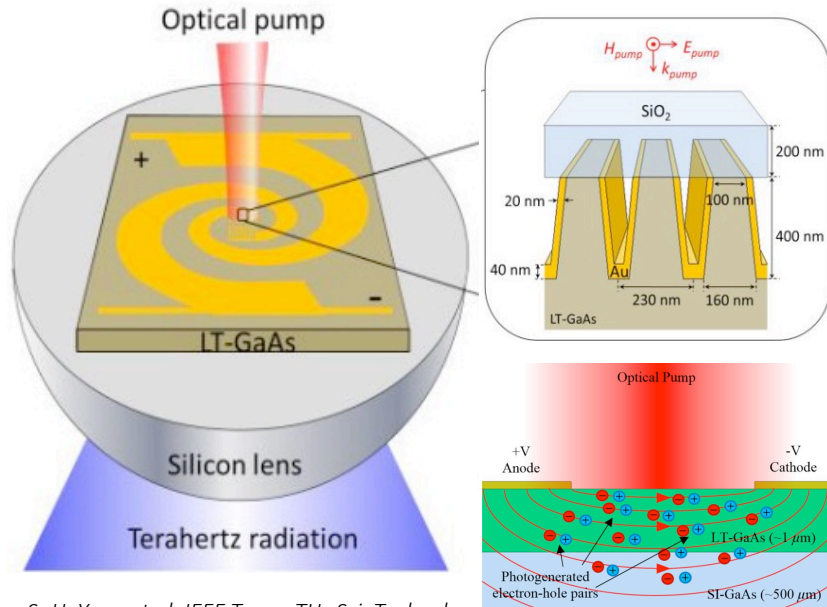 Optical pump
+
-
LT-GaAs
Silicon lens
Terahertz radiation
H_pump E_pump
k_pump
SiO₂
200 nm
20 nm
100 nm
400 nm
40 nm
Au
230 nm
160 nm
LT-GaAs
Optical Pump
+V
Anode
-V
Cathode
LT-GaAs (~1 μm)
Photogenerated
electron-hole pairs
SI-GaAs (~500 μm)